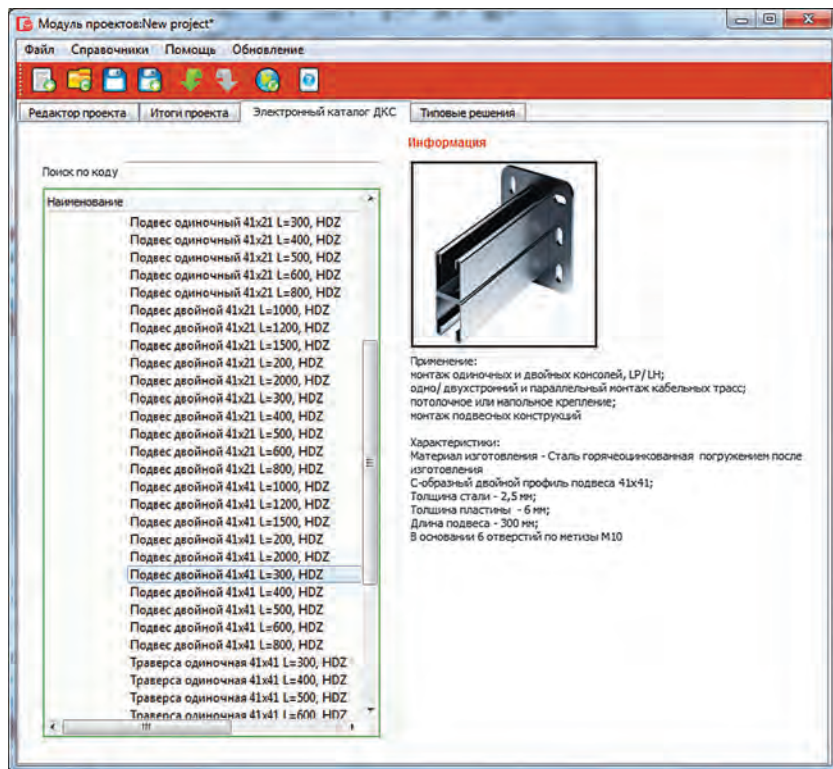 Модуль проектов:New project*
Файл Справочники Помощь Обновление
Редактор проекта Итоги проекта Электронный каталог ДКС Типовые решения
Информация
Поиск по коду
Наименование
Подвес одиночный 41x21 L=300, HDZ
Подвес одиночный 41x21 L=400, HDZ
Подвес одиночный 41x21 L=500, HDZ
Подвес одиночный 41x21 L=600, HDZ
Подвес одиночный 41x21 L=800, HDZ
Подвес двойной 41x21 L=1000, HDZ
Подвес двойной 41x21 L=1200, HDZ
Подвес двойной 41x21 L=1500, HDZ
Подвес двойной 41x21 L=200, HDZ
Подвес двойной 41x21 L=2000, HDZ
Подвес двойной 41x21 L=300, HDZ
Подвес двойной 41x21 L=400, HDZ
Подвес двойной 41x21 L=500, HDZ
Подвес двойной 41x21 L=600, HDZ
Подвес двойной 41x21 L=800, HDZ
Подвес двойной 41x41 L=1000, HDZ
Подвес двойной 41x41 L=1200, HDZ
Подвес двойной 41x41 L=1500, HDZ
Подвес двойной 41x41 L=200, HDZ
Подвес двойной 41x41 L=2000, HDZ
Подвес двойной 41x41 L=300, HDZ
Подвес двойной 41x41 L=400, HDZ
Подвес двойной 41x41 L=500, HDZ
Подвес двойной 41x41 L=600, HDZ
Подвес двойной 41x41 L=800, HDZ
Траверса одиночная 41x41 L=300, HDZ
Траверса одиночная 41x41 L=400, HDZ
Траверса одиночная 41x41 L=500, HDZ
Траверса одиночная 41x41 L=600, HDZ
Применение:
монтаж одиночных и двойных консолей, LP/LH;
одно/ двухстронний и параллельный монтаж кабельных трасс;
потолочное или напольное крепление;
монтаж подвесных конструкций
Характеристики:
Материал изготовления - Сталь горячеоцинкованная погружением после
изготовления
С-образный двойной профиль подвеса 41x41;
Толщина стали - 2,5 мм;
Толщина пластины - 6 мм;
Длина подвеса - 300 мм;
В основании 6 отверстий по метизы М10